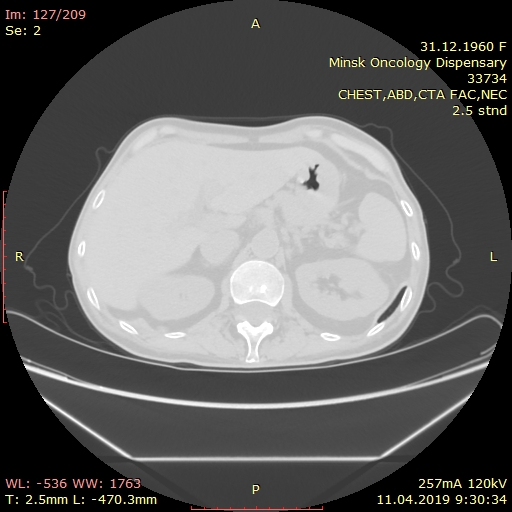 Im: 127/209
Se: 2
A
31.12.1960 F
Minsk Oncology Dispensary
33734
CHEST,ABD,CTA FAC,NEC
2.5 stnd
R
L
WL: -536 WW: 1763
T: 2.5mm L: -470.3mm
P
257mA 120kV
11.04.2019 9:30:34